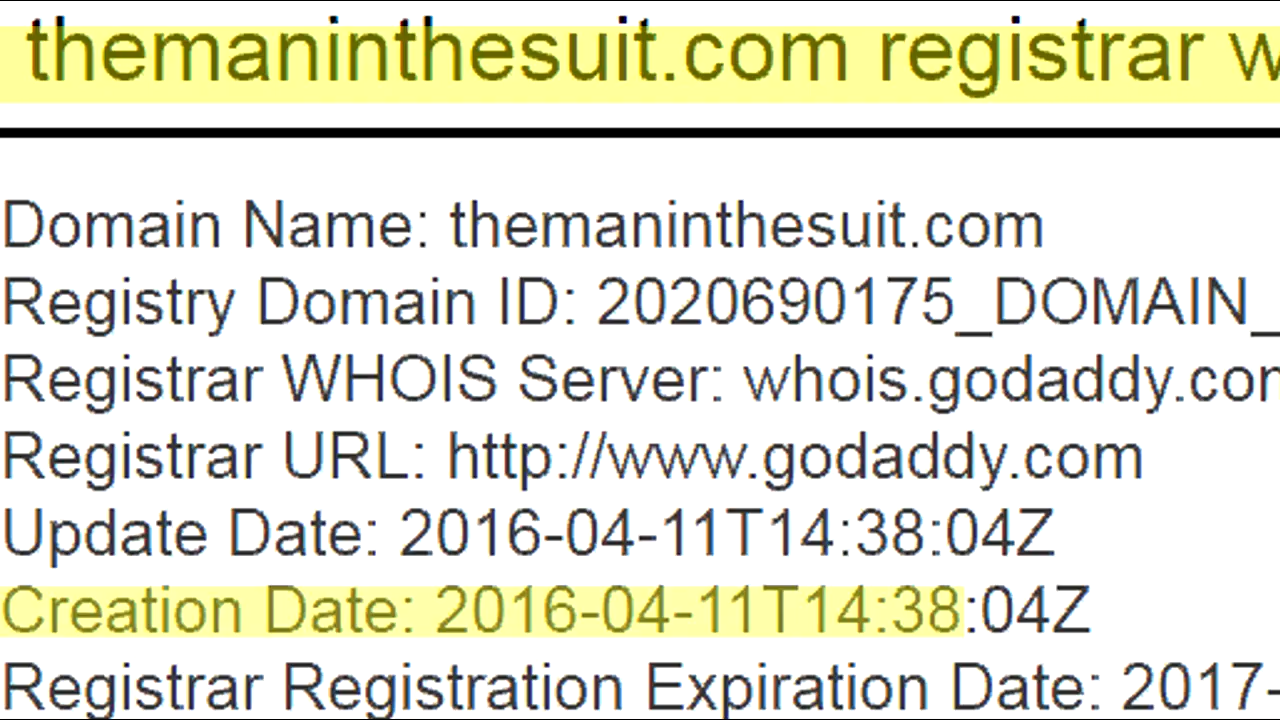 themaninthesuit.com registrar w
Domain Name: themaninthesuit.com
Registry Domain ID: 2020690175_DOMAIN_
Registrar WHOIS Server: whois.godaddy.com
Registrar URL: http://www.godaddy.com
Update Date: 2016-04-11T14:38:04Z
Creation Date: 2016-04-11T14:38:04Z
Registrar Registration Expiration Date: 2017-